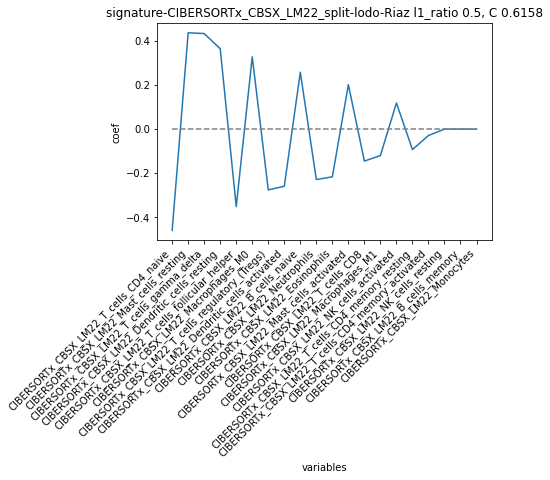 signature-CIBERSORTx_CBSX_LM22_split-lodo-Riaz l1_ratio 0.5, C 0.6158
0.4
0.2
0.0
−0.2
−0.4
coef
CIBERSORTx_CBSX_LM22_T_cells_CD4_naive
CIBERSORTx_CBSX_LM22_Mast_cells_resting
CIBERSORTx_CBSX_LM22_T_cells_gamma_delta
CIBERSORTx_CBSX_LM22_Dendritic_cells_resting
CIBERSORTx_CBSX_LM22_T_cells_follicular_helper
CIBERSORTx_CBSX_LM22_Macrophages_M0
CIBERSORTx_CBSX_LM22_T_cells_regulatory_(Tregs)
CIBERSORTx_CBSX_LM22_Dendritic_cells_activated
CIBERSORTx_CBSX_LM22_B_cells_naive
CIBERSORTx_CBSX_LM22_Neutrophils
CIBERSORTx_CBSX_LM22_Eosinophils
CIBERSORTx_CBSX_LM22_Mast_cells_activated
CIBERSORTx_CBSX_LM22_T_cells_CD8
CIBERSORTx_CBSX_LM22_Macrophages_M1
CIBERSORTx_CBSX_LM22_NK_cells_activated
CIBERSORTx_CBSX_LM22_T_cells_CD4_memory_resting
CIBERSORTx_CBSX_LM22_T_cells_CD4_memory_activated
CIBERSORTx_CBSX_LM22_NK_cells_resting
CIBERSORTx_CBSX_LM22_B_cells_memory
CIBERSORTx_CBSX_LM22_Monocytes
variables